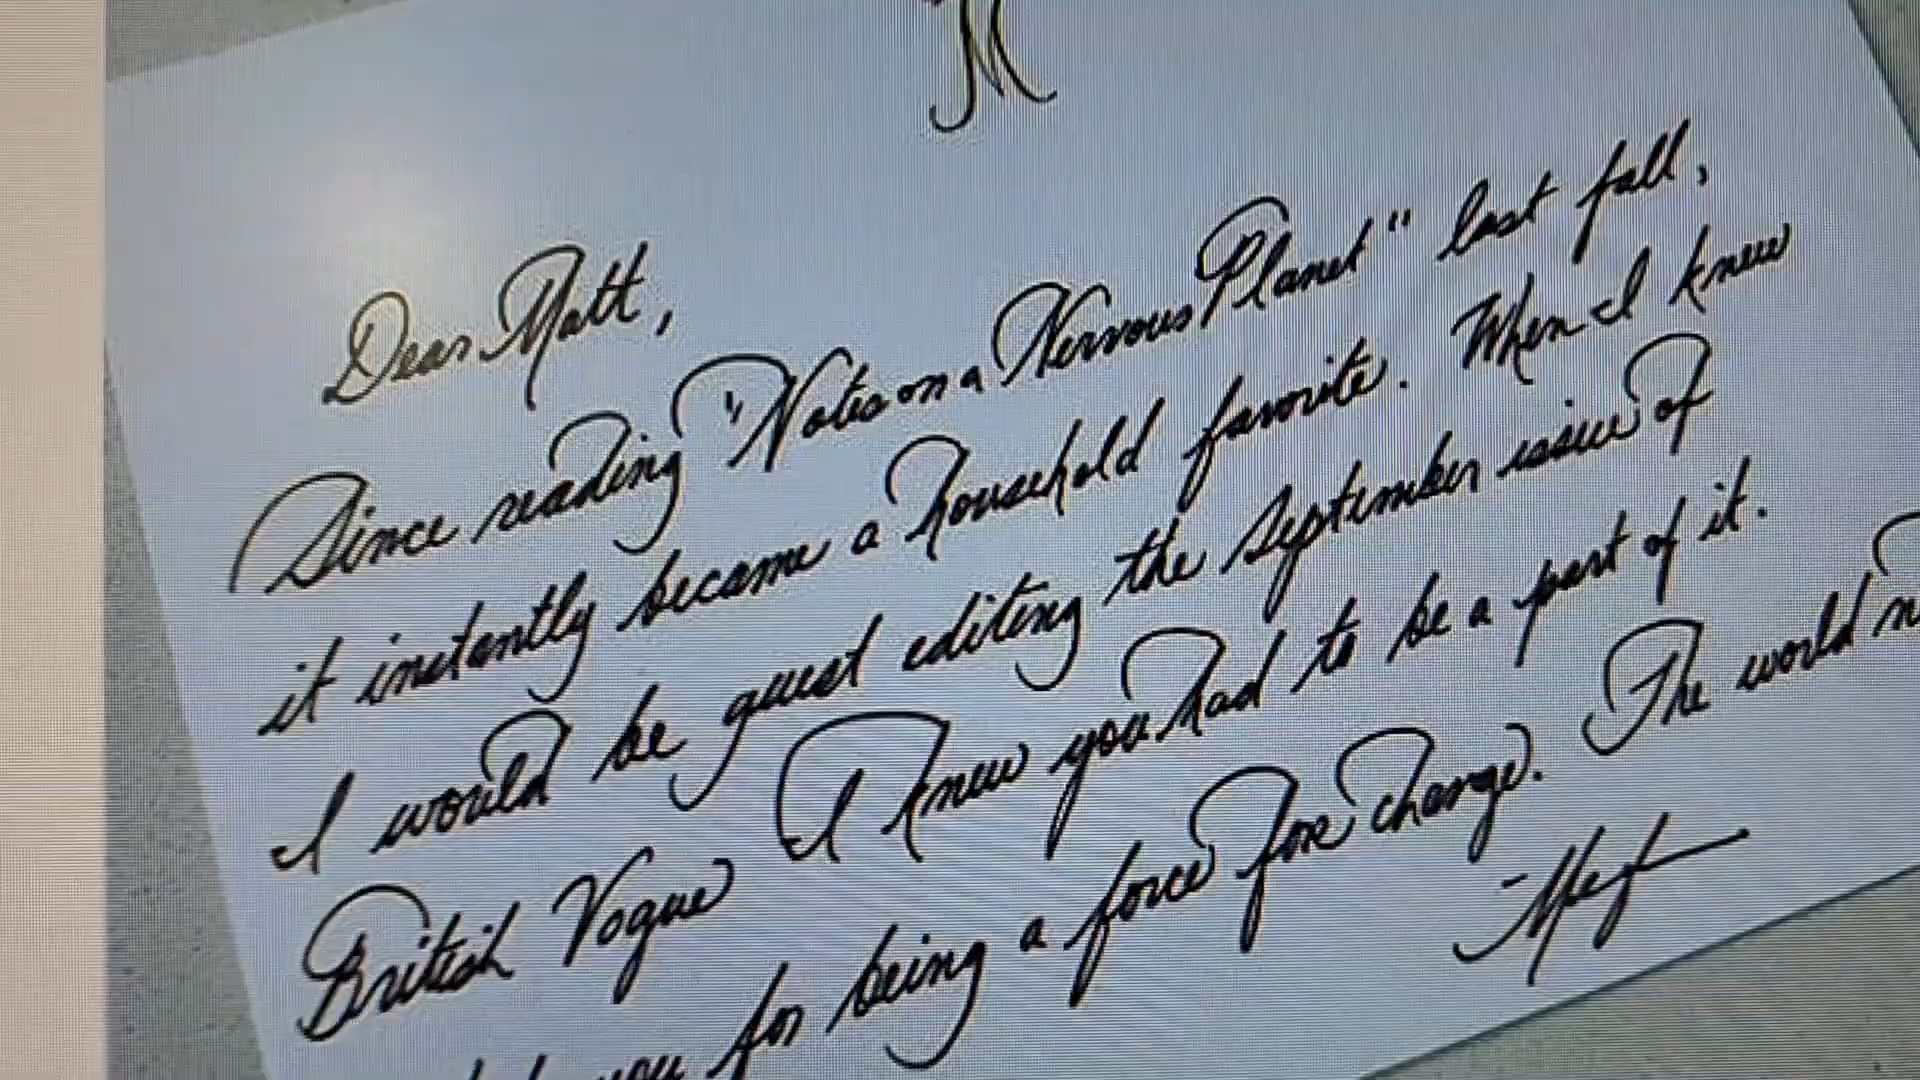 M
Dear Matt,
Since reading "Notes on a Nervous Planet" last fall,
it instantly became a household favorite. When I knew
I would be guest editing the September issue of
British Vogue I knew you had to be a part of it.
you for being a force for change. The world
Meghan